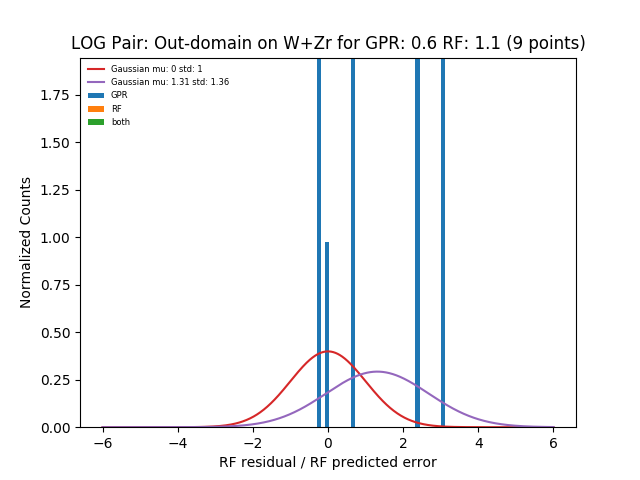 LOG Pair: Out-domain on W+Zr for GPR: 0.6 RF: 1.1 (9 points)
Gaussian mu: 0 std: 1
Gaussian mu: 1.31 std: 1.36
GPR
RF
both
1.75
1.50
1.25
1.00
0.75
0.50
0.25
0.00
Normalized Counts
−6 −4 −2 0 2 4 6
RF residual / RF predicted error